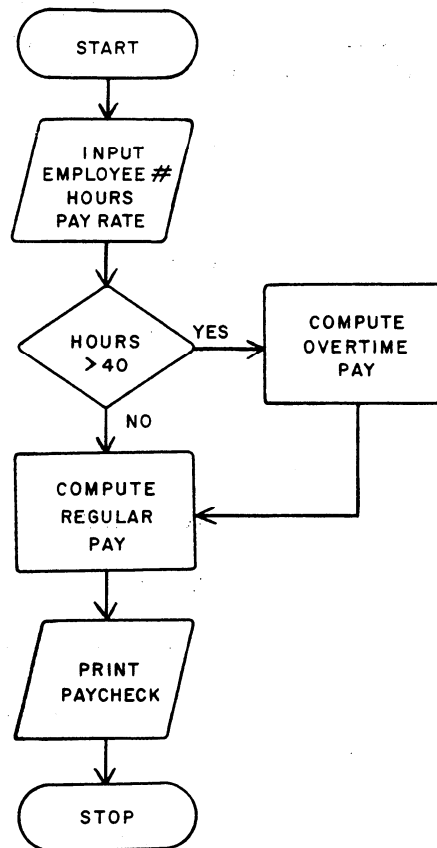 START
INPUT
EMPLOYEE #
HOURS
PAY RATE
HOURS
>40
YES
COMPUTE
OVERTIME
PAY
NO
COMPUTE
REGULAR
PAY
PRINT
PAYCHECK
STOP